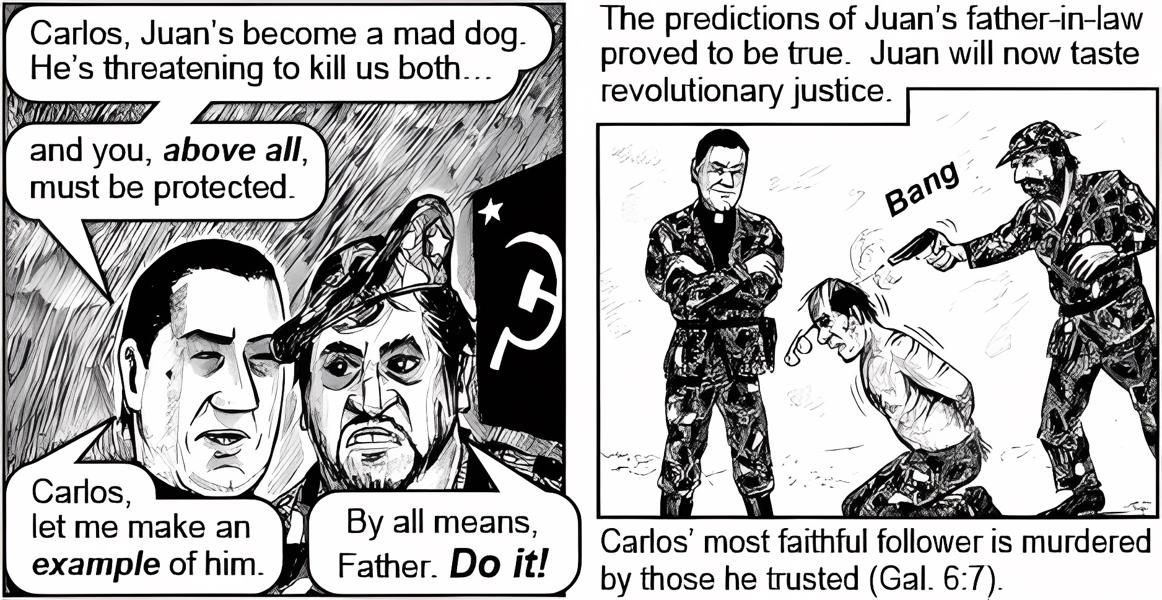 Carlos, Juan's become a mad dog.
He's threatening to kill us both...
and you, above all,
must be protected.
Carlos,
let me make an
example of him.
By all means,
Father. Do it!
The predictions of Juan's father-in-law
proved to be true. Juan will now taste
revolutionary justice.
Bang
Carlos' most faithful follower is murdered
by those he trusted (Gal. 6:7).